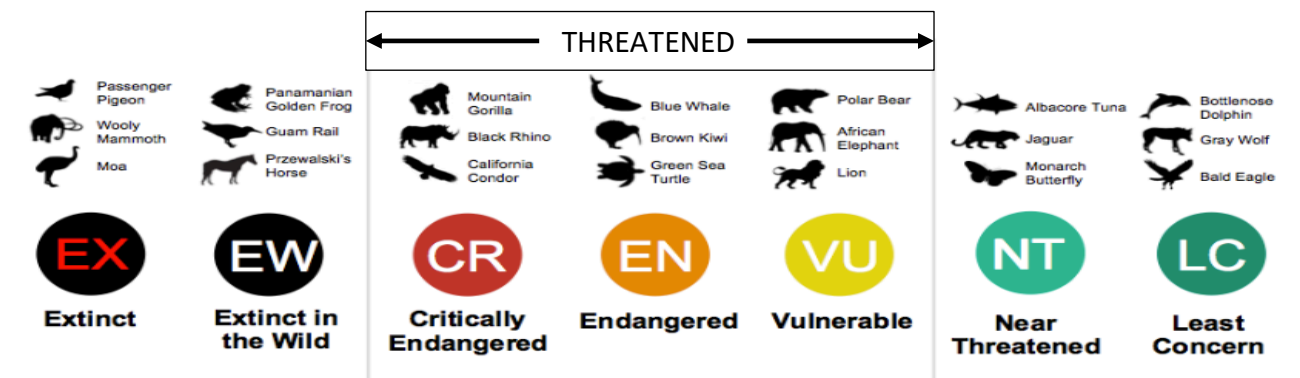 THREATENED
Passenger
Pigeon
Wooly
Mammoth
Moa
EX
Extinct
Panamanian
Golden Frog
Guam Rail
Przewalski's
Horse
EW
Extinct in
the Wild
Mountain
Gorilla
Black Rhino
California
Condor
CR
Critically
Endangered
Blue Whale
Brown Kiwi
Green Sea
Turtle
EN
Endangered
Polar Bear
African
Elephant
Lion
VU
Vulnerable
Albacore Tuna
Jaguar
Monarch
Butterfly
NT
Near
Threatened
Bottlenose
Dolphin
Gray Wolf
Bald Eagle
LC
Least
Concern